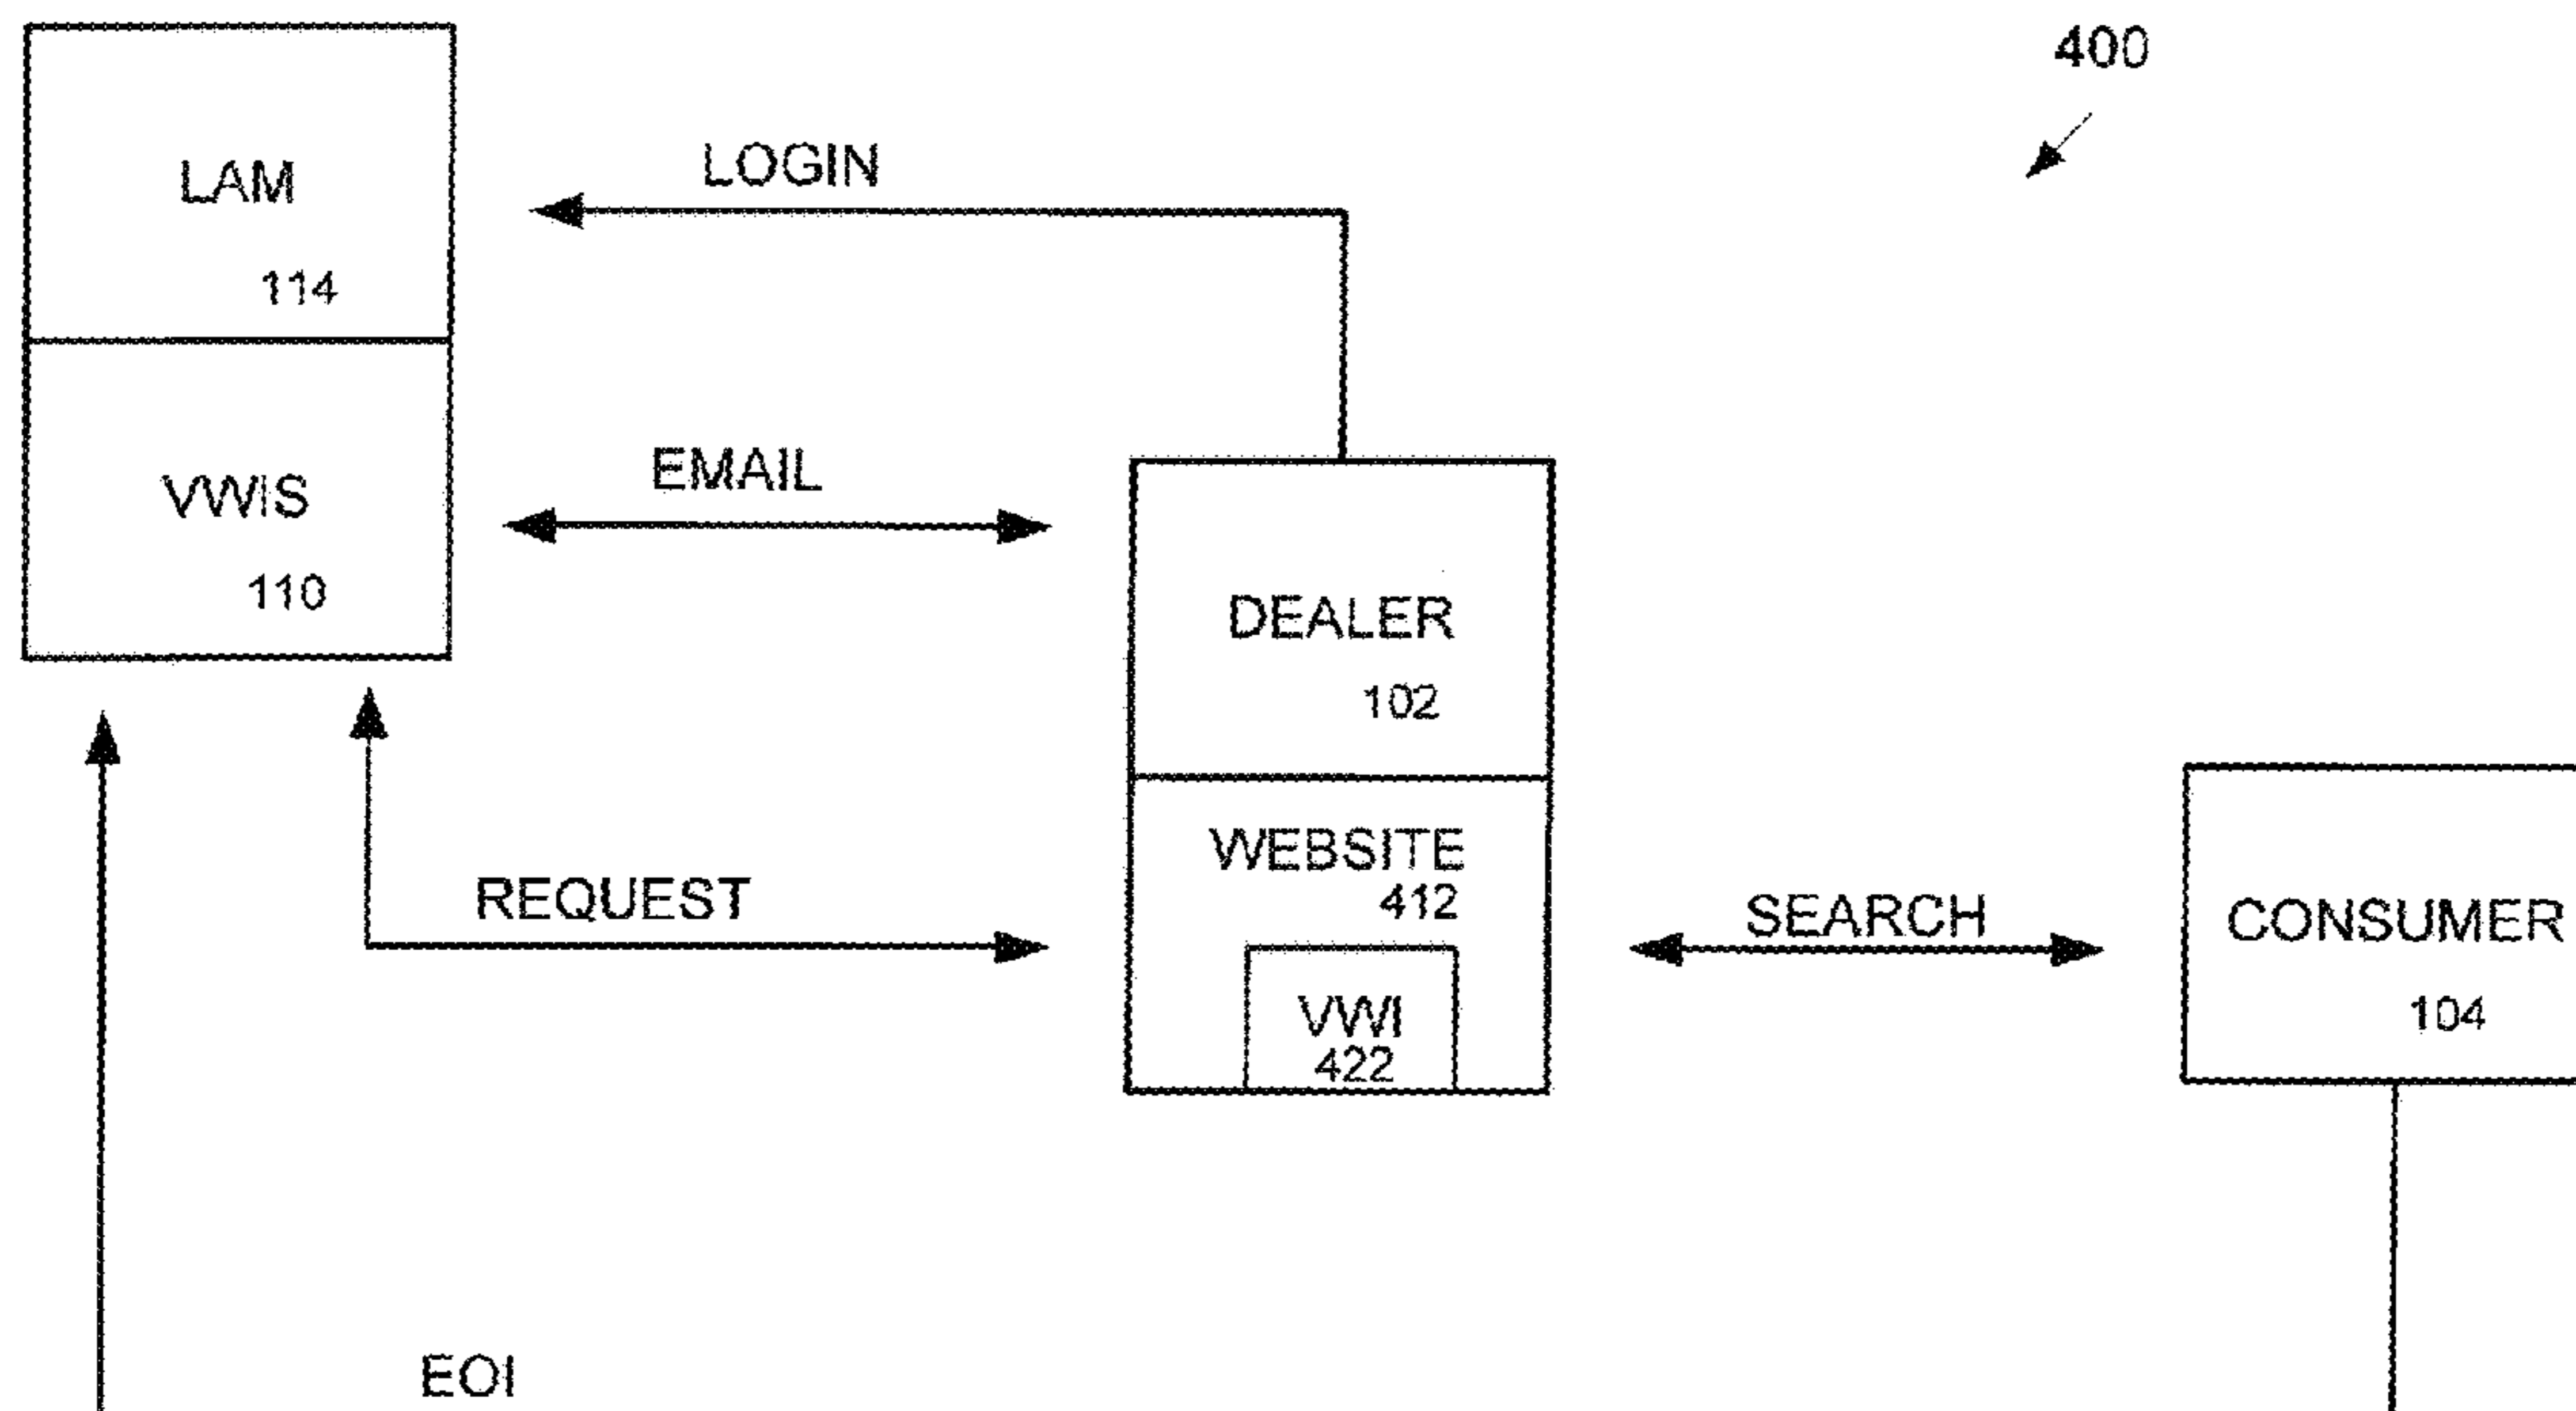 400
LAM
114
LOGIN
VWIS
110
EMAIL
DEALER
102
WEBSITE
412
VWI
422
REQUEST
SEARCH
CONSUMER
104
EOI